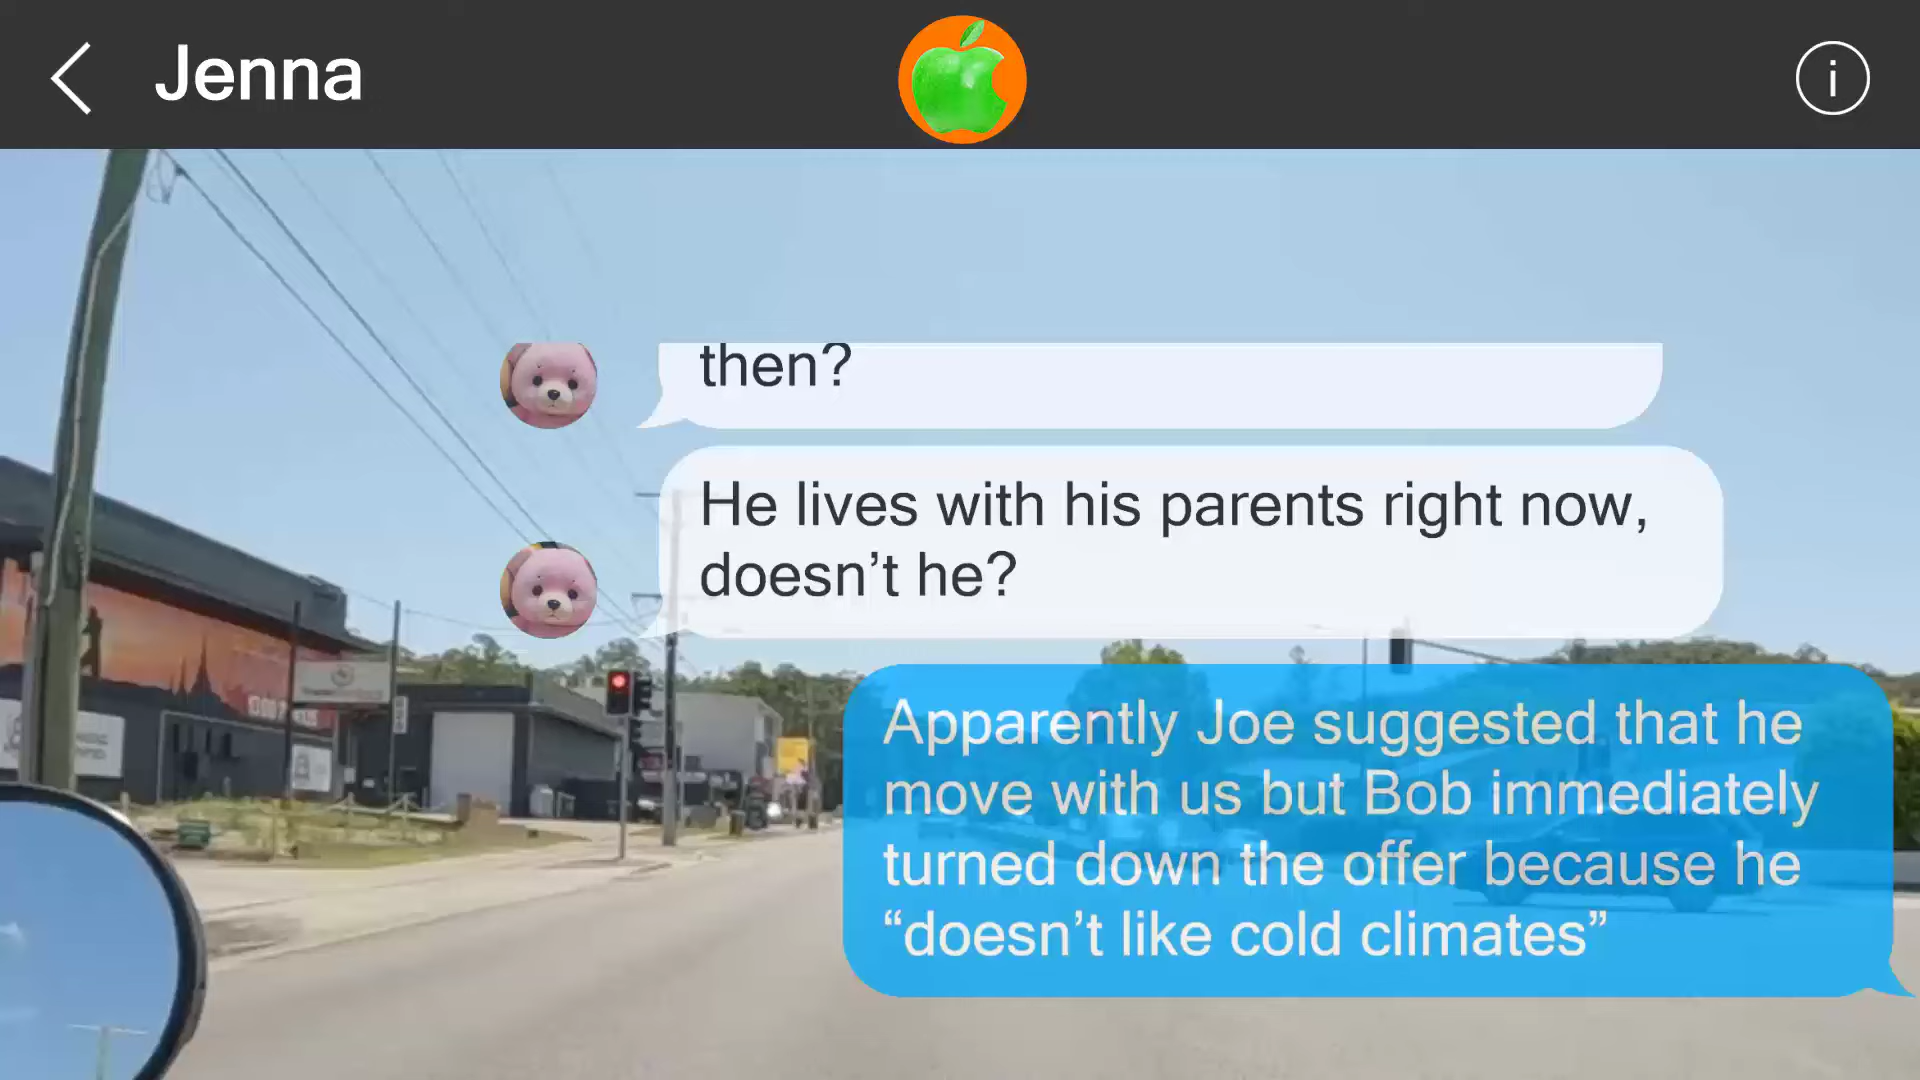 Jenna
then?
He lives with his parents right now,
doesn’t he?
Apparently Joe suggested that he
move with us but Bob immediately
turned down the offer because he
“doesn’t like cold climates”